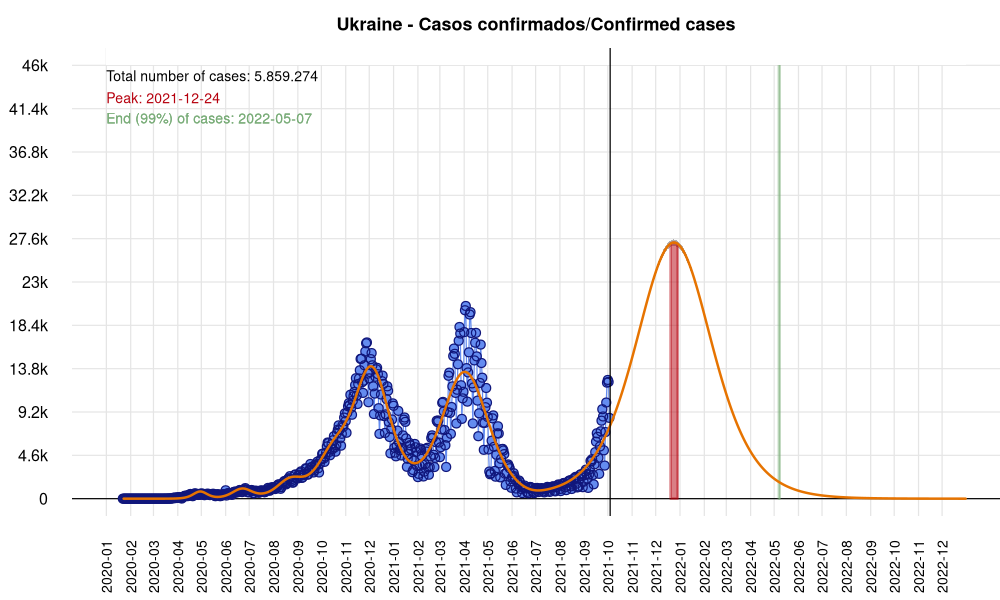 Ukraine - Casos confirmados/Confirmed cases
46k
Total number of cases: 5.859.274
Peak: 2021-12-24
41.4k
End (99%) of cases: 2022-05-07
36.8k
32.2k
27.6k
23k
18.4k
13.8k
9.2k
4.6k
0
2020-01
2020-02
2020-03
2020-04
2020-05
2020-06
2020-07
2020-08
2020-09
2020-10
2020-11
2020-12
2021-01
2021-02
2021-03
2021-04
2021-05
2021-06
2021-07
2021-08
2021-09
2021-10
2021-11
2021-12
2022-01
2022-02
2022-03
2022-04
2022-05
2022-06
2022-07
2022-08
2022-09
2022-10
2022-11
2022-12